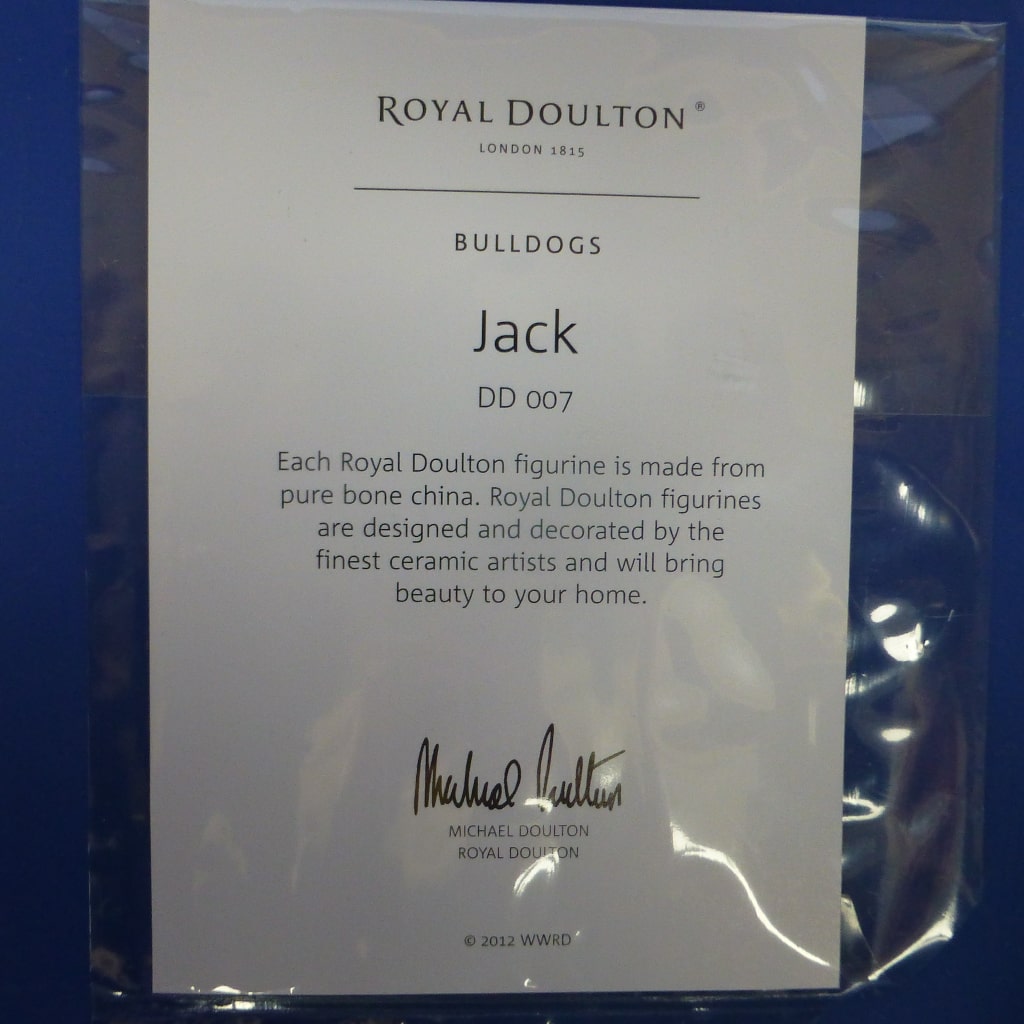 ROYAL DOULTON®
LONDON 1815
BULLDOGS
Jack
DD 007
Each Royal Doulton figurine is made from
pure bone china. Royal Doulton figurines
are designed and decorated by the
finest ceramic artists and will bring
beauty to your home.
Michael Doulton
MICHAEL DOULTON
ROYAL DOULTON
© 2012 WWRD